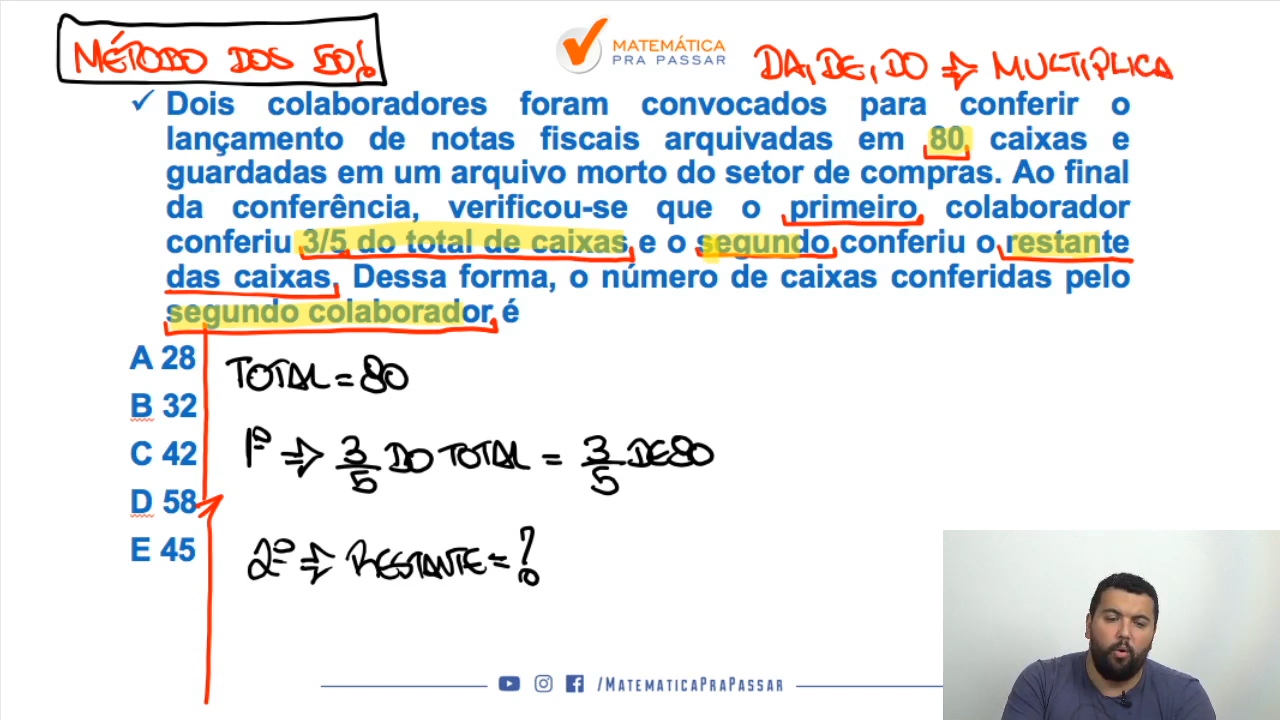 MÉTODO DOS 50%
MATEMÁTICA
PRA PASSAR
DA, DE, DO => MULTIPLICA
✓ Dois colaboradores foram convocados para conferir o
lançamento de notas fiscais arquivadas em 80 caixas e
guardadas em um arquivo morto do setor de compras. Ao final
da conferência, verificou-se que o primeiro colaborador
conferiu 3/5 do total de caixas e o segundo conferiu o restante
das caixas. Dessa forma, o número de caixas conferidas pelo
segundo colaborador é
A 28
B 32
C 42
D 58
E 45
TOTAL = 80
1º => 3/5 DO TOTAL = 3/5 DE 80
2º => RESTANTE = ?
/MATEMATICAPRAPASSAR